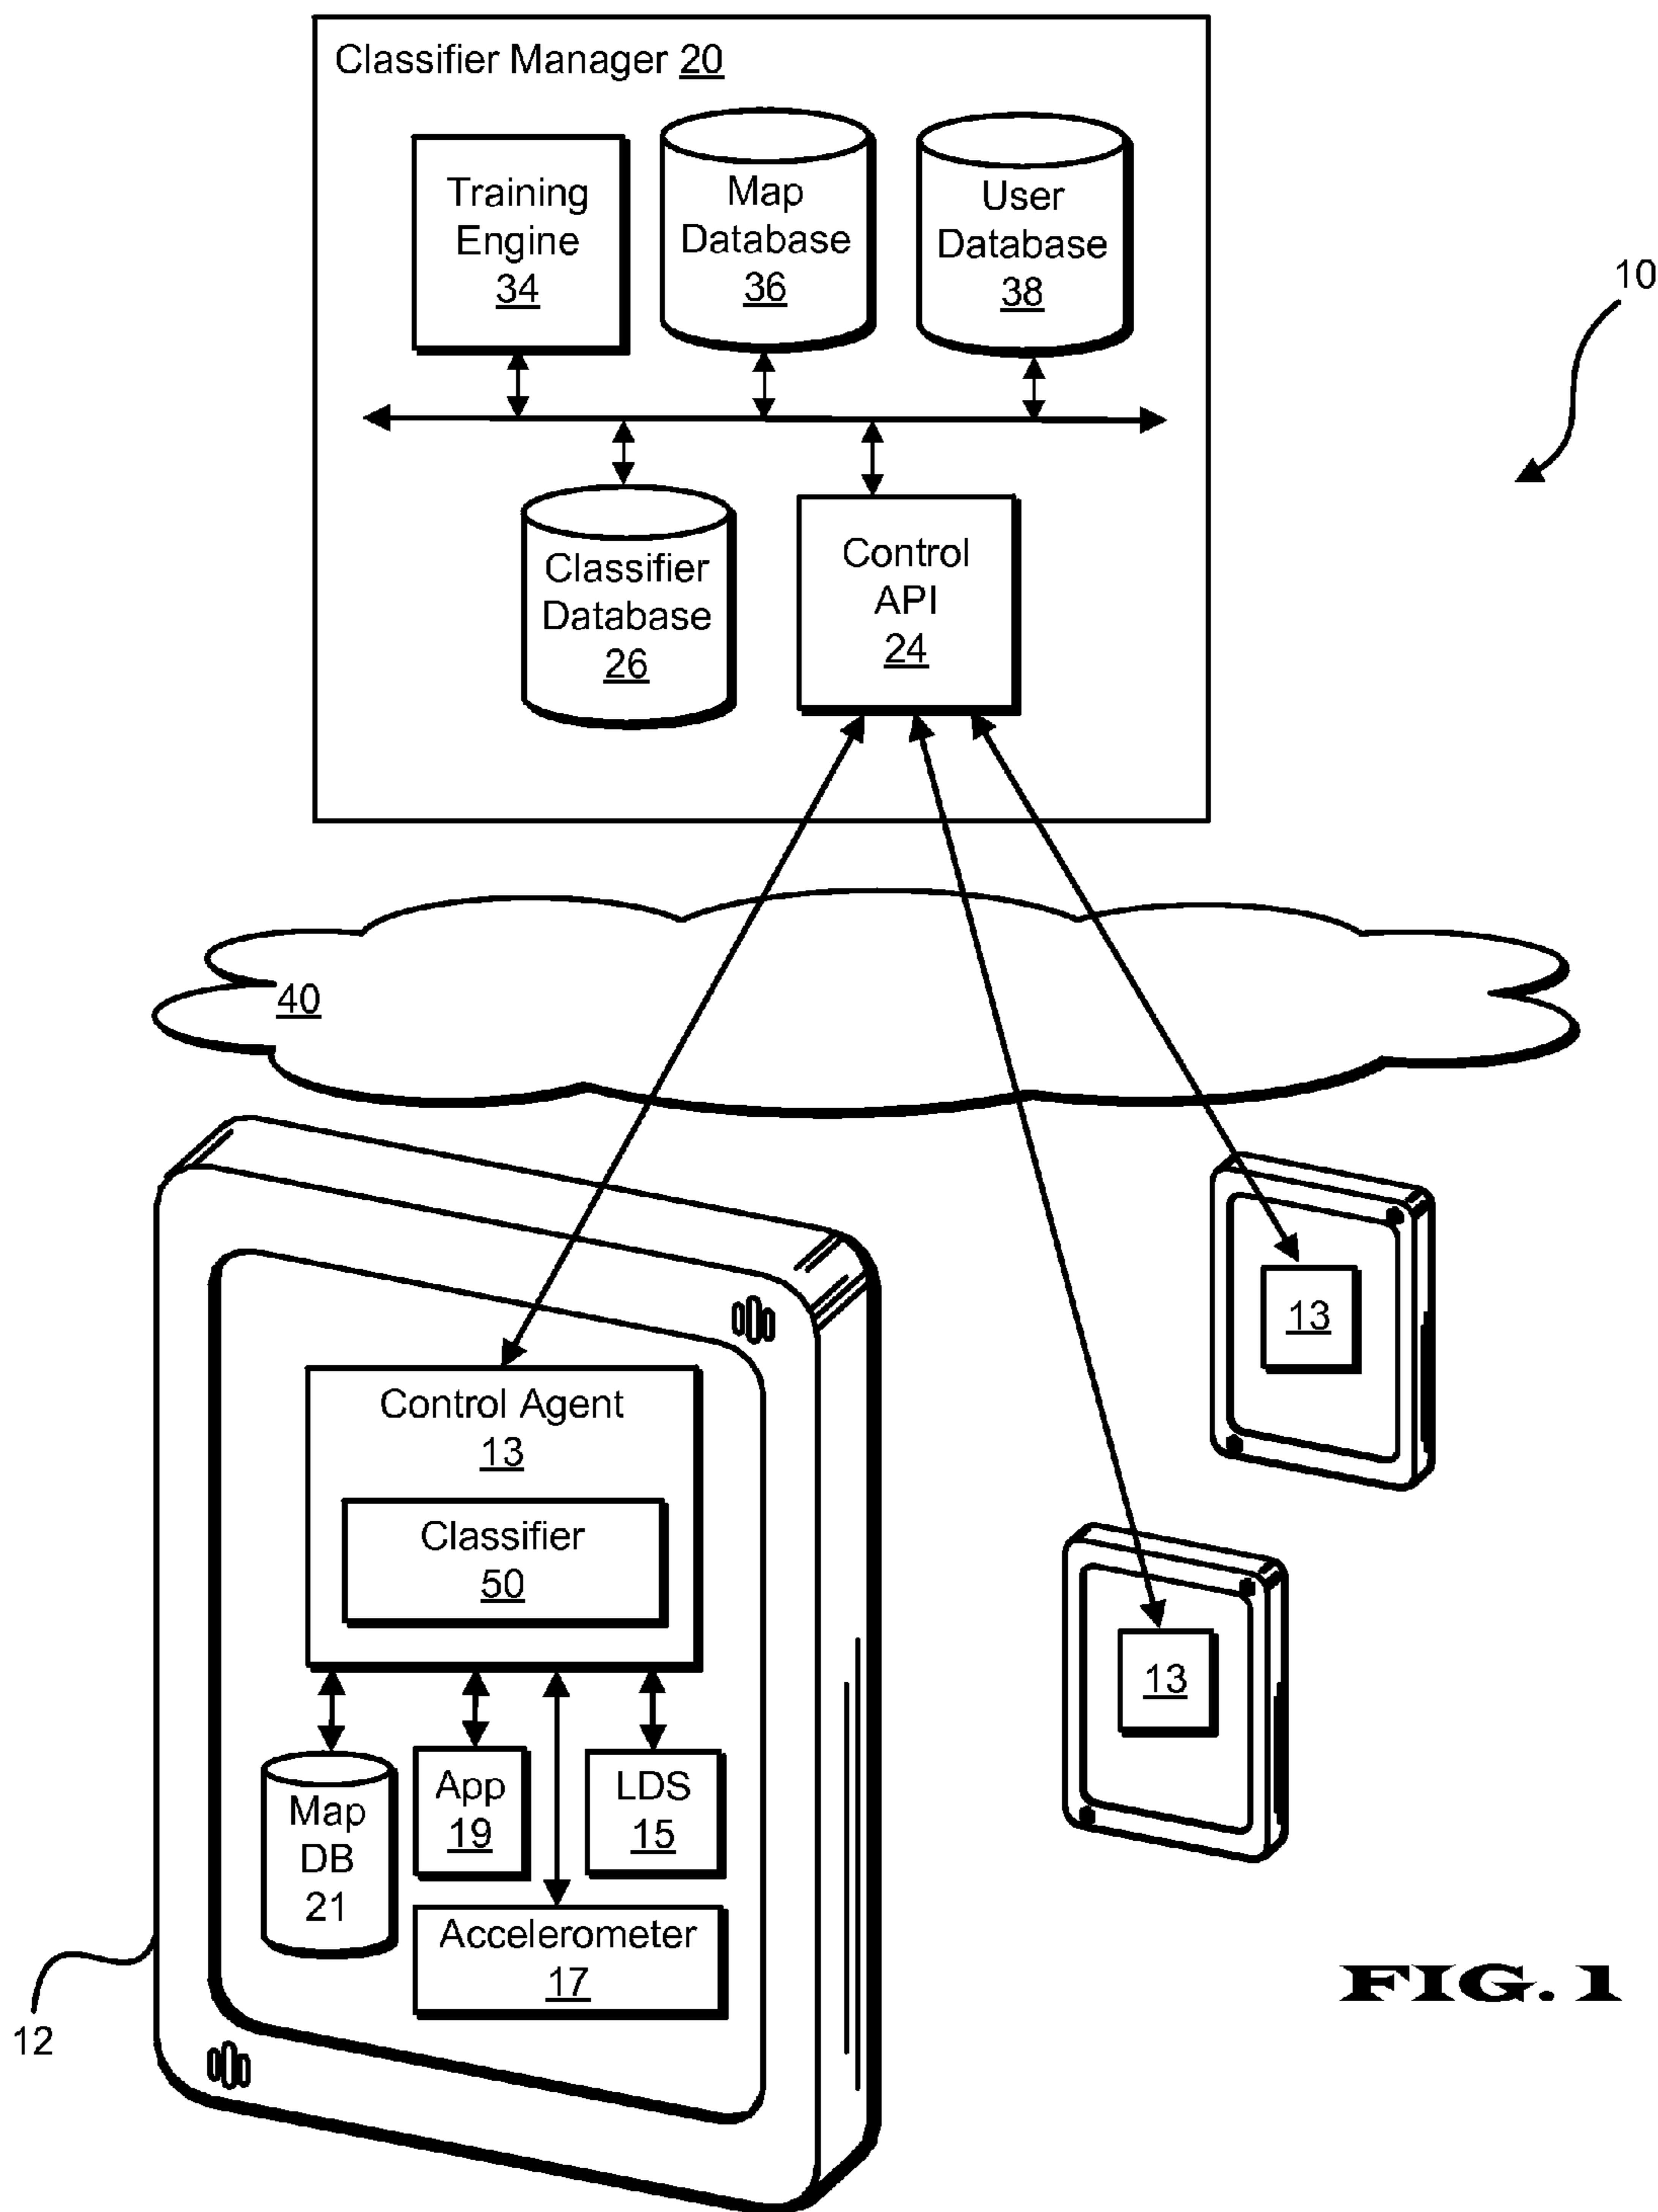 Classifier Manager 20
Training
Engine
34
Map
Database
36
User
Database
38
10
Classifier
Database
26
Control
API
24
40
Control Agent
13
Classifier
50
13
13
Map
DB
21
App
19
LDS
15
Accelerometer
17
12
FIG. 1